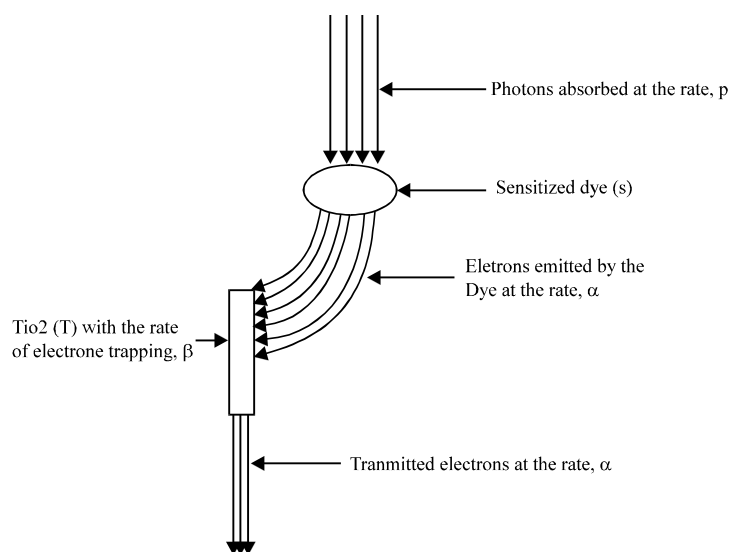 Photons absorbed at the rate, p
Sensitized dye (s)
Eletrons emitted by the
Dye at the rate, α
Tio2 (T) with the rate
of electrone trapping, β
Tranmitted electrons at the rate, α